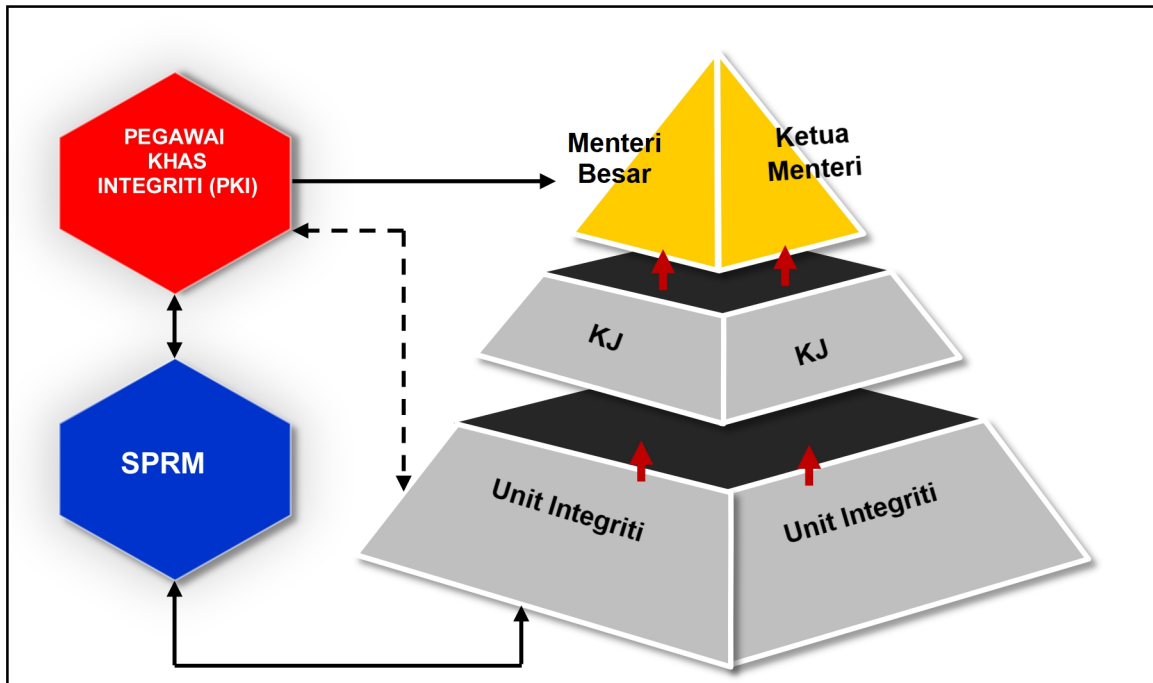 PEGAWAI
KHAS
INTEGRITI (PKI)
SPRM
Menteri
Besar
Ketua
Menteri
KJ
KJ
Unit Integriti
Unit Integriti